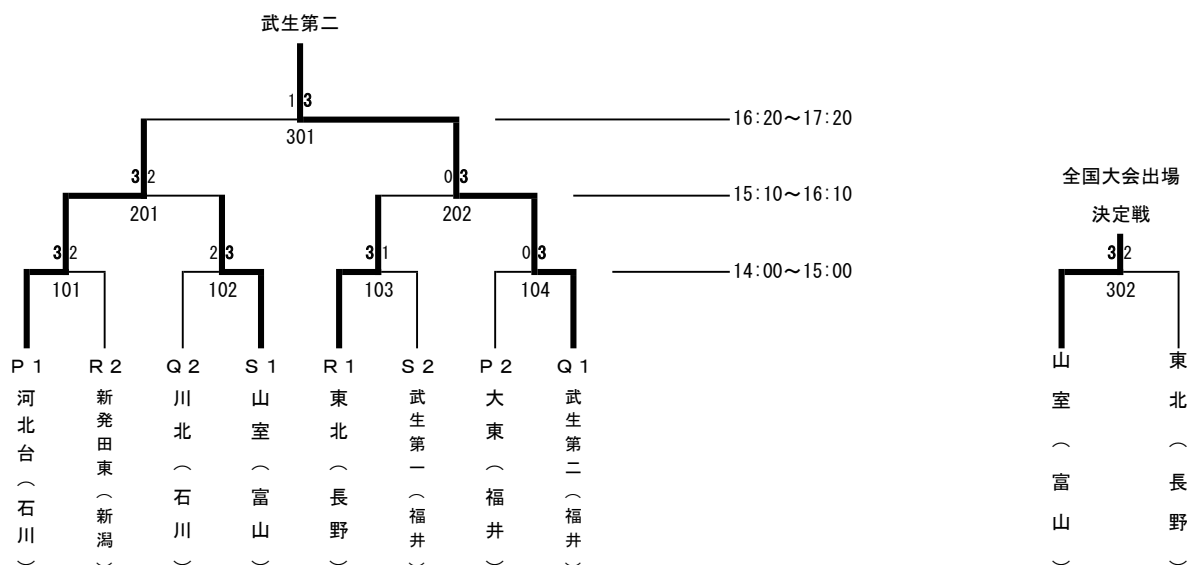 武生第二
1 3
301
16:20～17:20
3 2
201
0 3
202
15:10～16:10
全国大会出場
決定戦
3 2
101
2 3
102
3 1
103
0 3
104
14:00～15:00
3 2
302
Ｐ１
Ｒ２
Ｑ２
Ｓ１
Ｒ１
Ｓ２
Ｐ２
Ｑ１
河北台（石川）
新発田東（新潟）
川北（石川）
山室（富山）
東北（長野）
武生第一（福井）
大東（福井）
武生第二（福井）
山室（富山）
東北（長野）